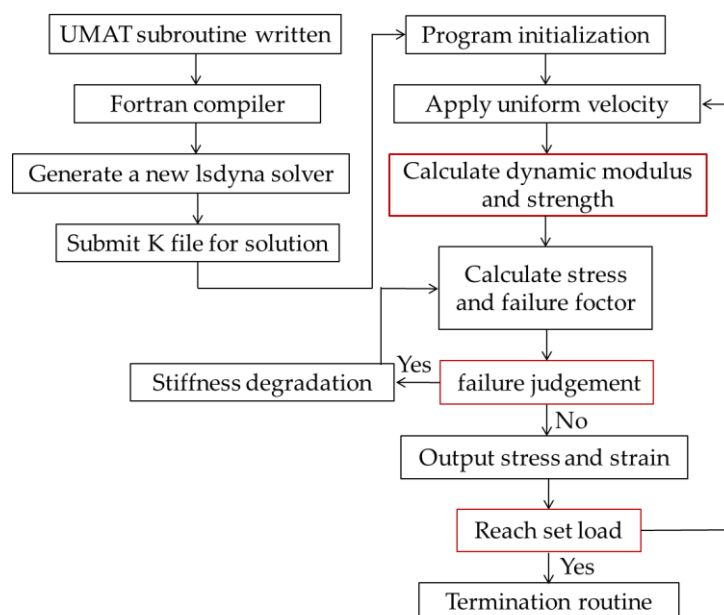 UMAT subroutine written
Fortran compiler
Generate a new lsdyna solver
Submit K file for solution
Program initialization
Apply uniform velocity
Calculate dynamic modulus
and strength
Calculate stress
and failure foctor
Yes
Stiffness degradation
failure judgement
No
Output stress and strain
Reach set load
Yes
Termination routine